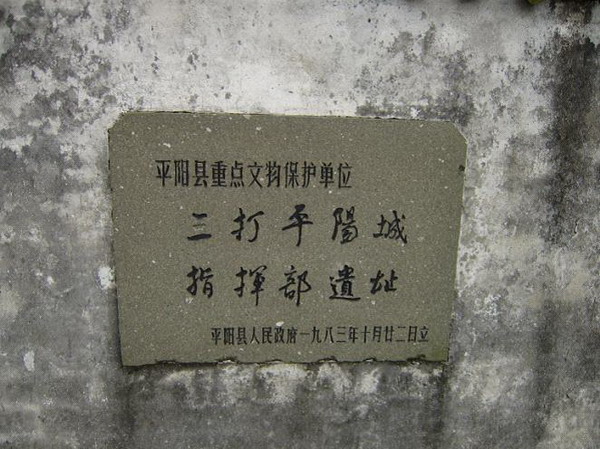 平阳县重点文物保护单位
三打平陽城
指揮部遺址
平阳县人民政府一九八三年十月廿二日立